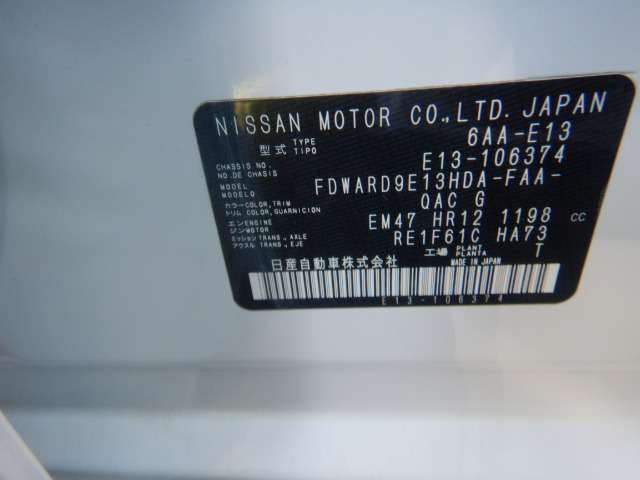 NISSAN MOTOR CO.,LTD. JAPAN
型式 TYPE TIPO 6AA-E13
CHASSIS NO. NO.DE CHASIS E13-106374
MODEL MODELO FDWARD9E13HDA-FAA-
カラー COLOR, TRIM トリム COLOR, GUARNICION QAC G
エンジン ENGINE MOTOR EM47 HR12 1198 CC
ミッション TRANS., AXLE アクスル TRANS., EJE RE1F61C HA73
工場 PLANT PLANTA T
日産自動車株式会社 MADE IN JAPAN
E13-106374